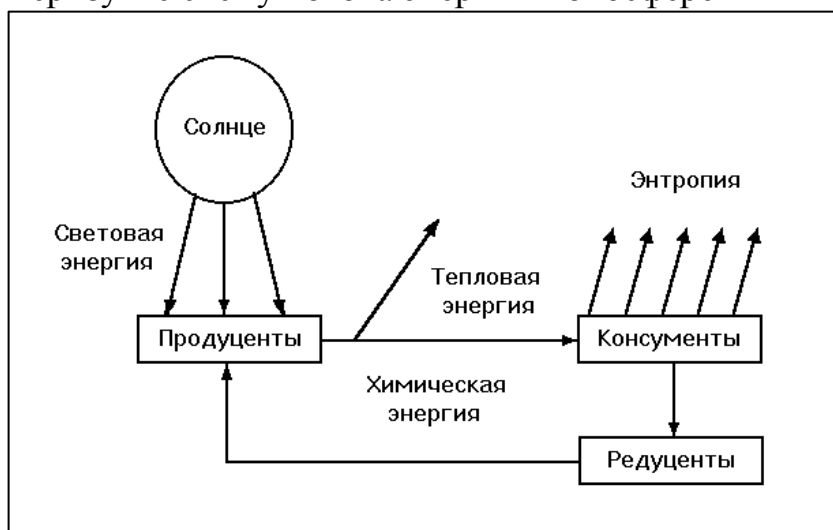 Солнце
Энтропия
Световая
энергия
Тепловая
энергия
Продуценты
Консументы
Химическая
энергия
Редуценты